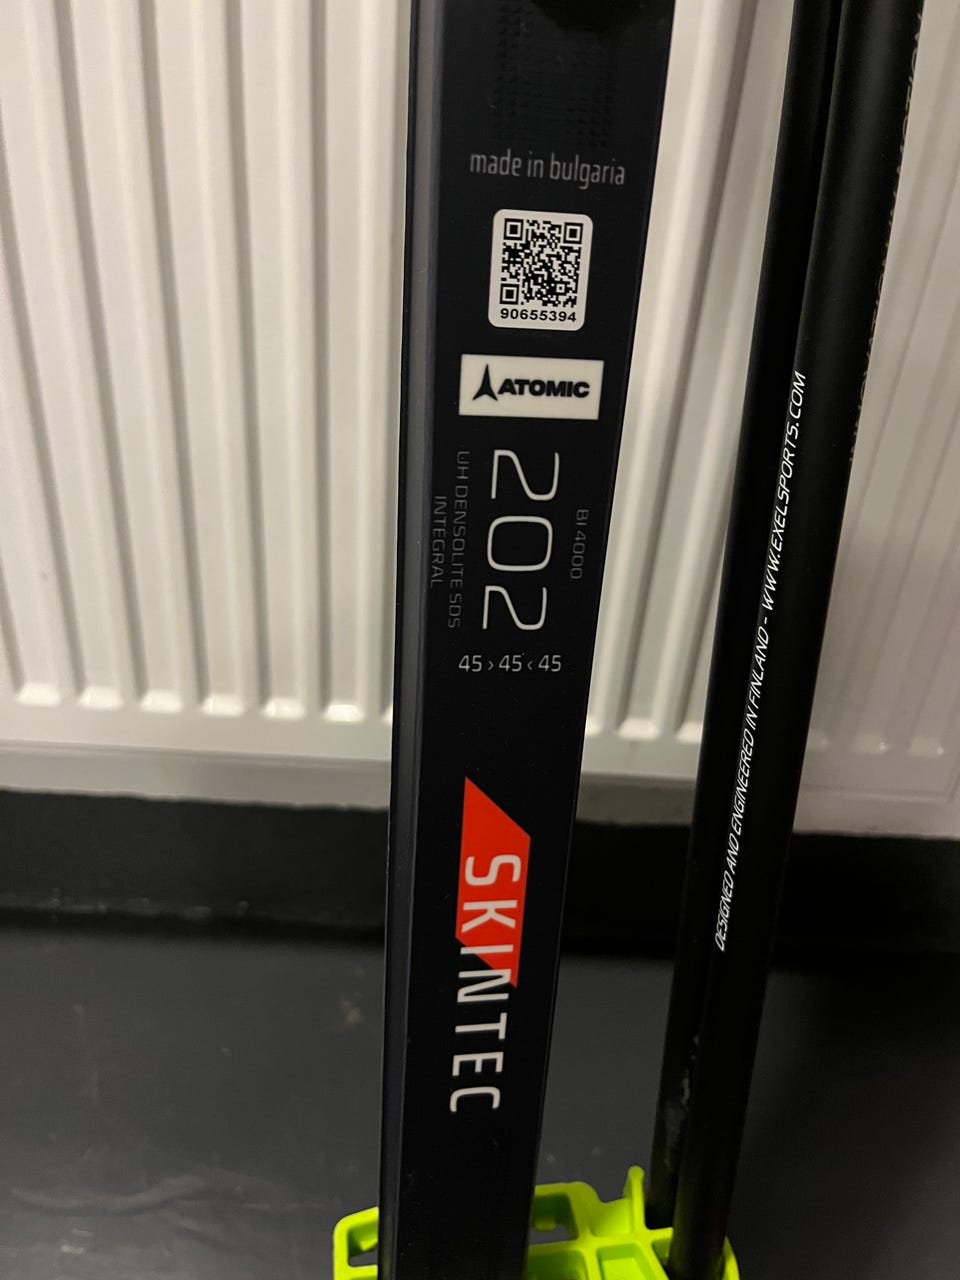 made in bulgaria
90655394
ATOMIC
BI 4000
202
UH DENSOLITE SDS
INTEGRAL
45 › 45 ‹ 45
SKINTEC
DESIGNED AND ENGINEERED IN FINLAND - WWW.EXELSPORTS.COM